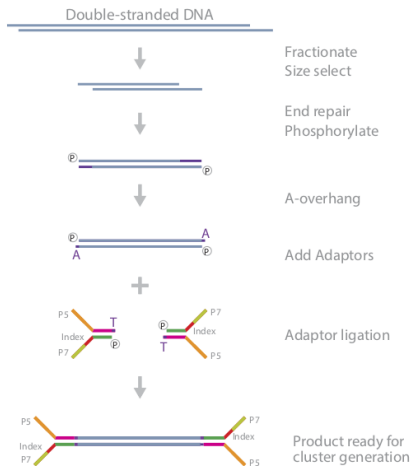 Double-stranded DNA
Fractionate
Size select
End repair
Phosphorylate
P
P
A-overhang
P
A
A
P
Add Adaptors
P5
T
Index
P
P7
P7
P
Index
T
P5
Adaptor ligation
P5
P7
Index
Index
P7
P5
Product ready for
cluster generation